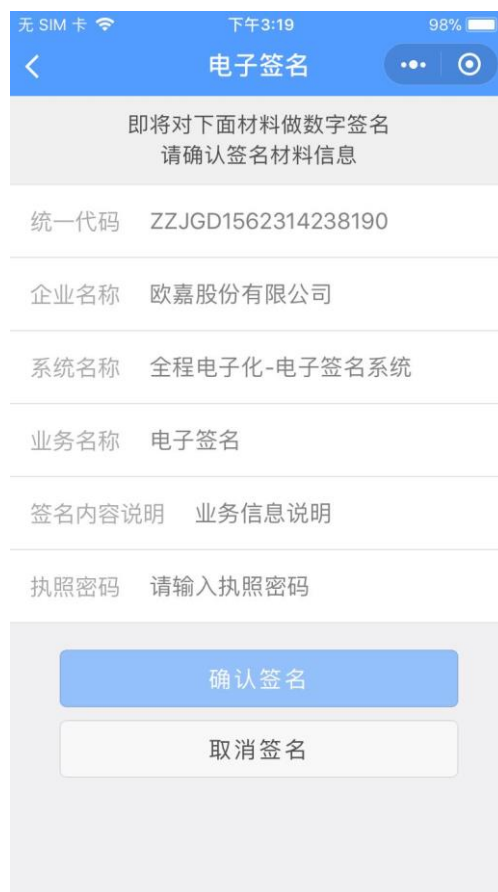 无 SIM 卡 下午3:19 98%
电子签名
即将对下面材料做数字签名
请确认签名材料信息
统一代码 ZZJGD1562314238190
企业名称 欧嘉股份有限公司
系统名称 全程电子化-电子签名系统
业务名称 电子签名
签名内容说明 业务信息说明
执照密码 请输入执照密码
确认签名
取消签名